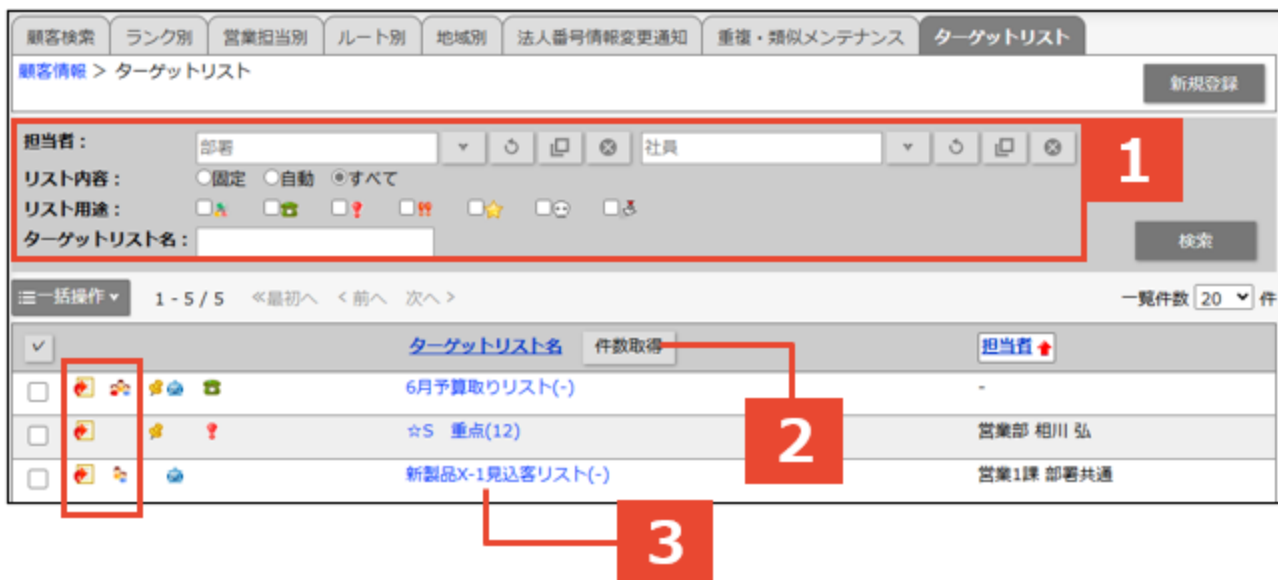 顧客検索 ランク別 営業担当別 ルート別 地域別 法人番号情報変更通知 重複・類似メンテナンス ターゲットリスト
顧客情報 > ターゲットリスト
新規登録
担当者： 部署 社員
1
リスト内容： 固定 自動 すべて
リスト用途：
ターゲットリスト名：
検索
一括操作 1 - 5 / 5 ≪最初へ < 前へ 次へ > 一覧件数 20 件
ターゲットリスト名 件数取得 担当者
6月予算取りリスト(-) -
☆S 重点(12) 営業部 相川 弘
2
新製品X-1見込客リスト(-) 営業1課 部署共通
3